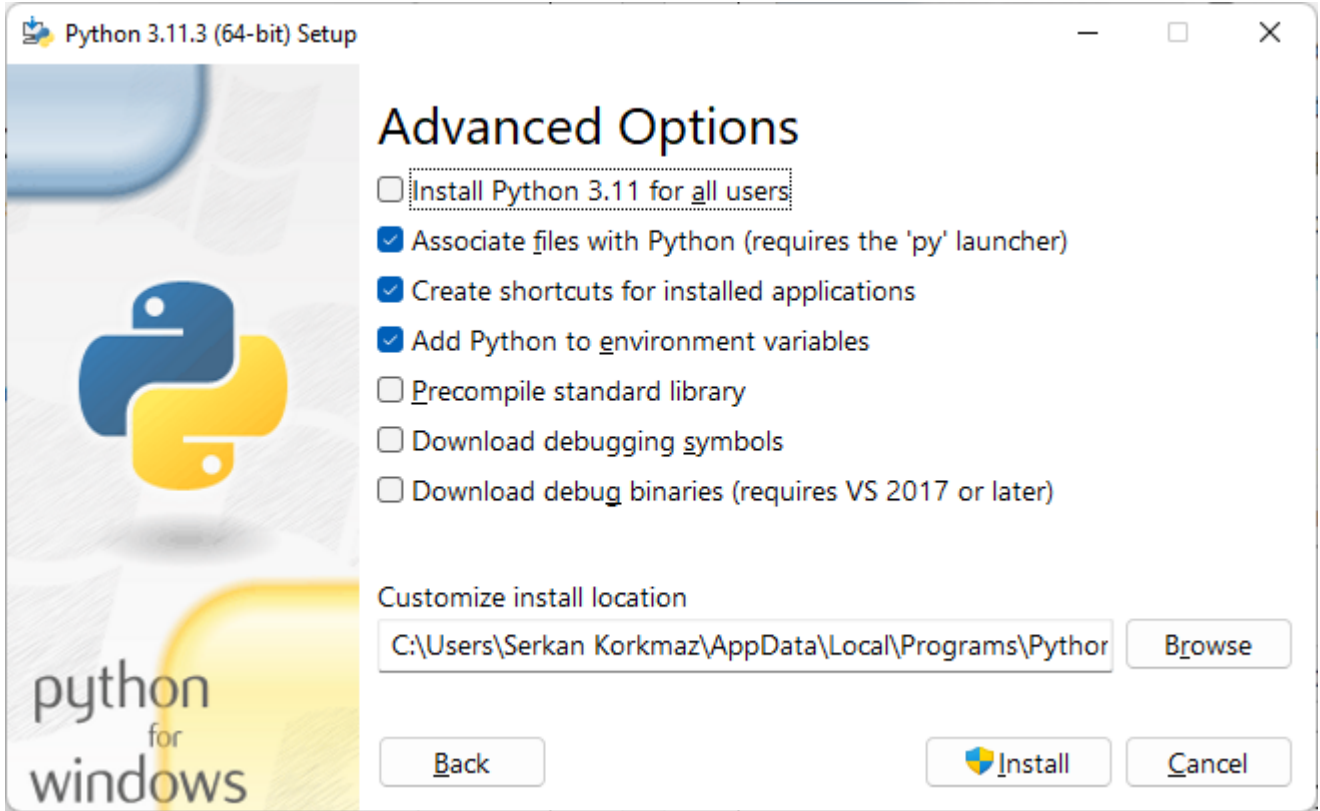 Python 3.11.3 (64-bit) Setup
Advanced Options
Install Python 3.11 for all users
Associate files with Python (requires the 'py' launcher)
Create shortcuts for installed applications
Add Python to environment variables
Precompile standard library
Download debugging symbols
Download debug binaries (requires VS 2017 or later)
Customize install location
C:\Users\Serkan Korkmaz\AppData\Local\Programs\Python
Browse
python
for
windows
Back
Install
Cancel